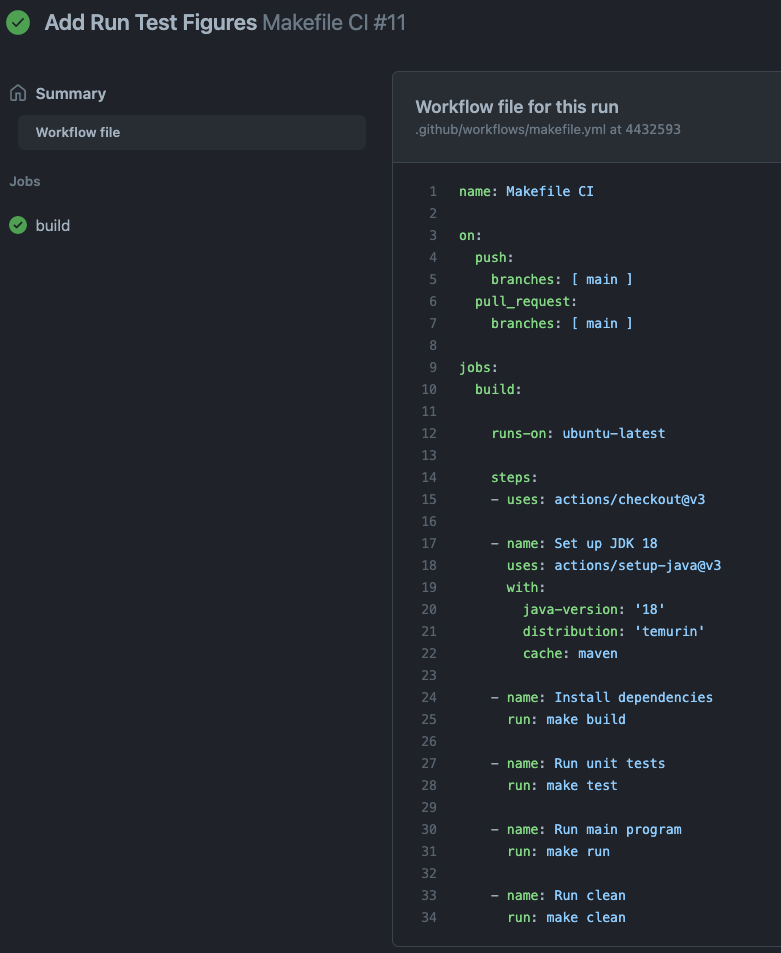 Add Run Test Figures Makefile CI #11
Summary
Workflow file
Jobs
build
Workflow file for this run
.github/workflows/makefile.yml at 4432593
1 name: Makefile CI
2
3 on:
4   push:
5     branches: [ main ]
6   pull_request:
7     branches: [ main ]
8
9 jobs:
10   build:
11
12     runs-on: ubuntu-latest
13
14     steps:
15     - uses: actions/checkout@v3
16
17     - name: Set up JDK 18
18       uses: actions/setup-java@v3
19       with:
20         java-version: '18'
21         distribution: 'temurin'
22         cache: maven
23
24     - name: Install dependencies
25       run: make build
26
27     - name: Run unit tests
28       run: make test
29
30     - name: Run main program
31       run: make run
32
33     - name: Run clean
34       run: make clean